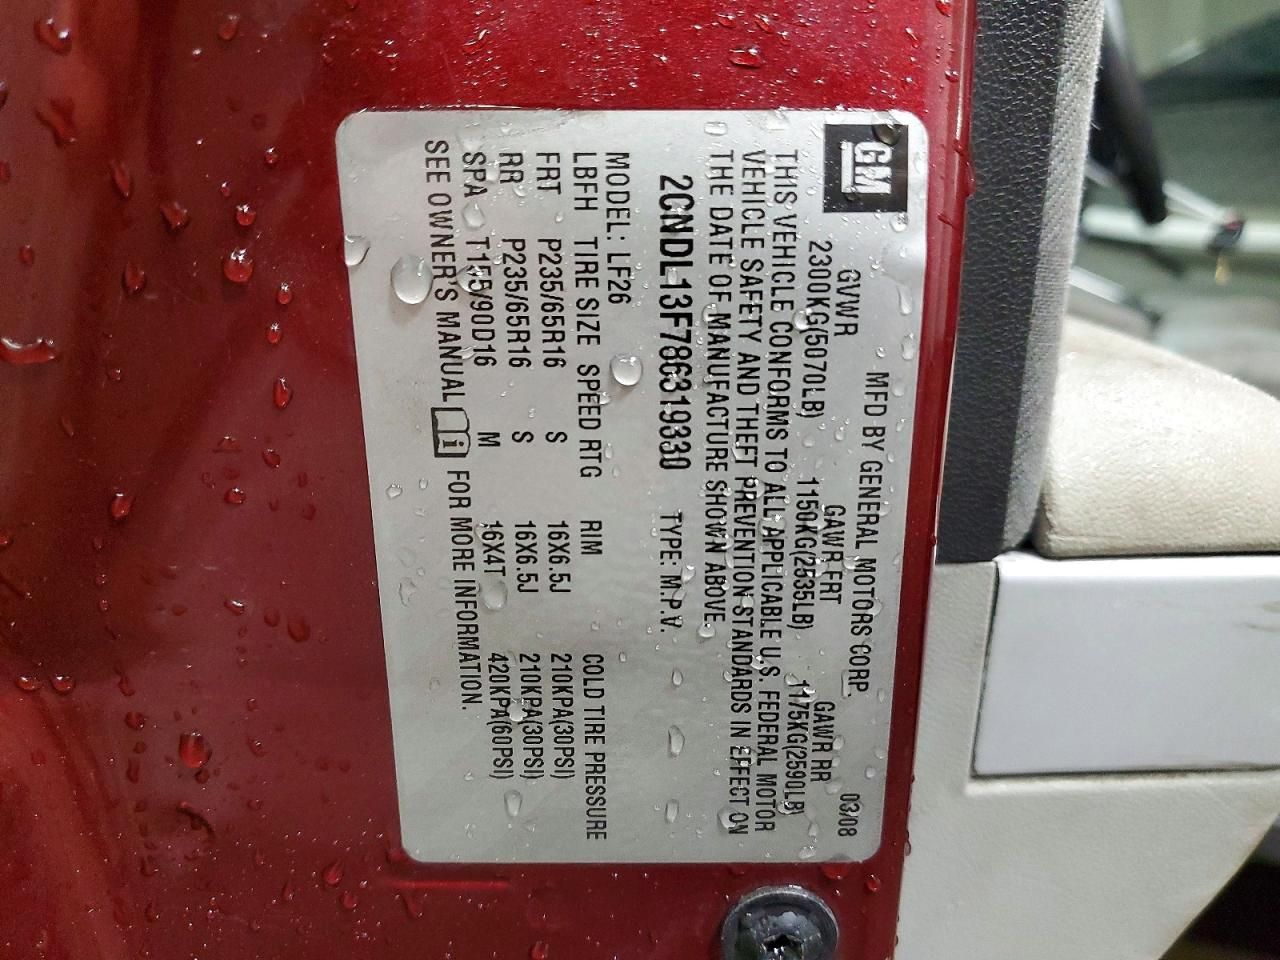 GM
MFD BY GENERAL MOTORS CORP. 03/08
GVWR GAWR FRT GAWR RR
2300KG(5070LB) 1150KG(2535LB) 1175KG(2590LB)
THIS VEHICLE CONFORMS TO ALL APPLICABLE U.S. FEDERAL MOTOR
VEHICLE SAFETY AND THEFT PREVENTION STANDARDS IN EFFECT ON
THE DATE OF MANUFACTURE SHOWN ABOVE.
2CNDL13F786319330 TYPE: M.P.V.
MODEL: LF26
LBFH TIRE SIZE SPEED RTG RIM COLD TIRE PRESSURE
FRT P235/65R16 S 16X6.5J 210KPA(30PSI)
RR P235/65R16 S 16X6.5J 210KPA(30PSI)
SPA T155/90D16 M 16X4T 420KPA(60PSI)
SEE OWNER'S MANUAL i FOR MORE INFORMATION.